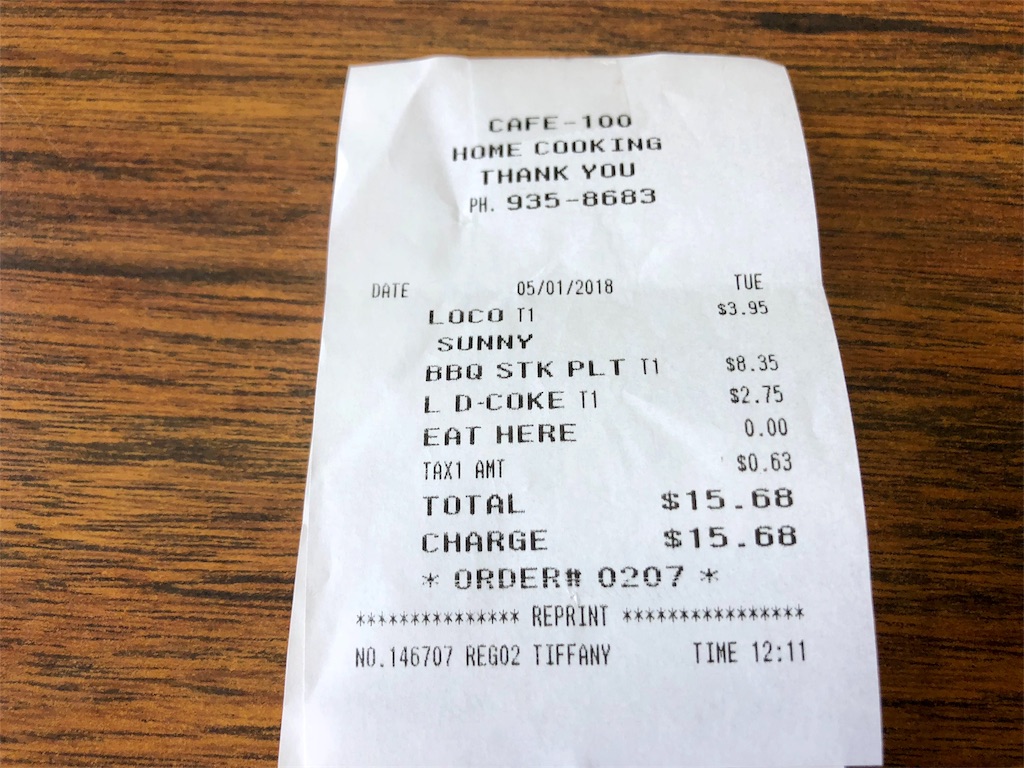 CAFE-100
HOME COOKING
THANK YOU
PH. 935-8683
DATE 05/01/2018 TUE
LOCO T1 $3.95
SUNNY
BBQ STK PLT T1 $8.35
L D-COKE T1 $2.75
EAT HERE 0.00
TAX1 AMT $0.63
TOTAL $15.68
CHARGE $15.68
* ORDER# 0207 *
*************** REPRINT ****************
NO.146707 REG02 TIFFANY TIME 12:11